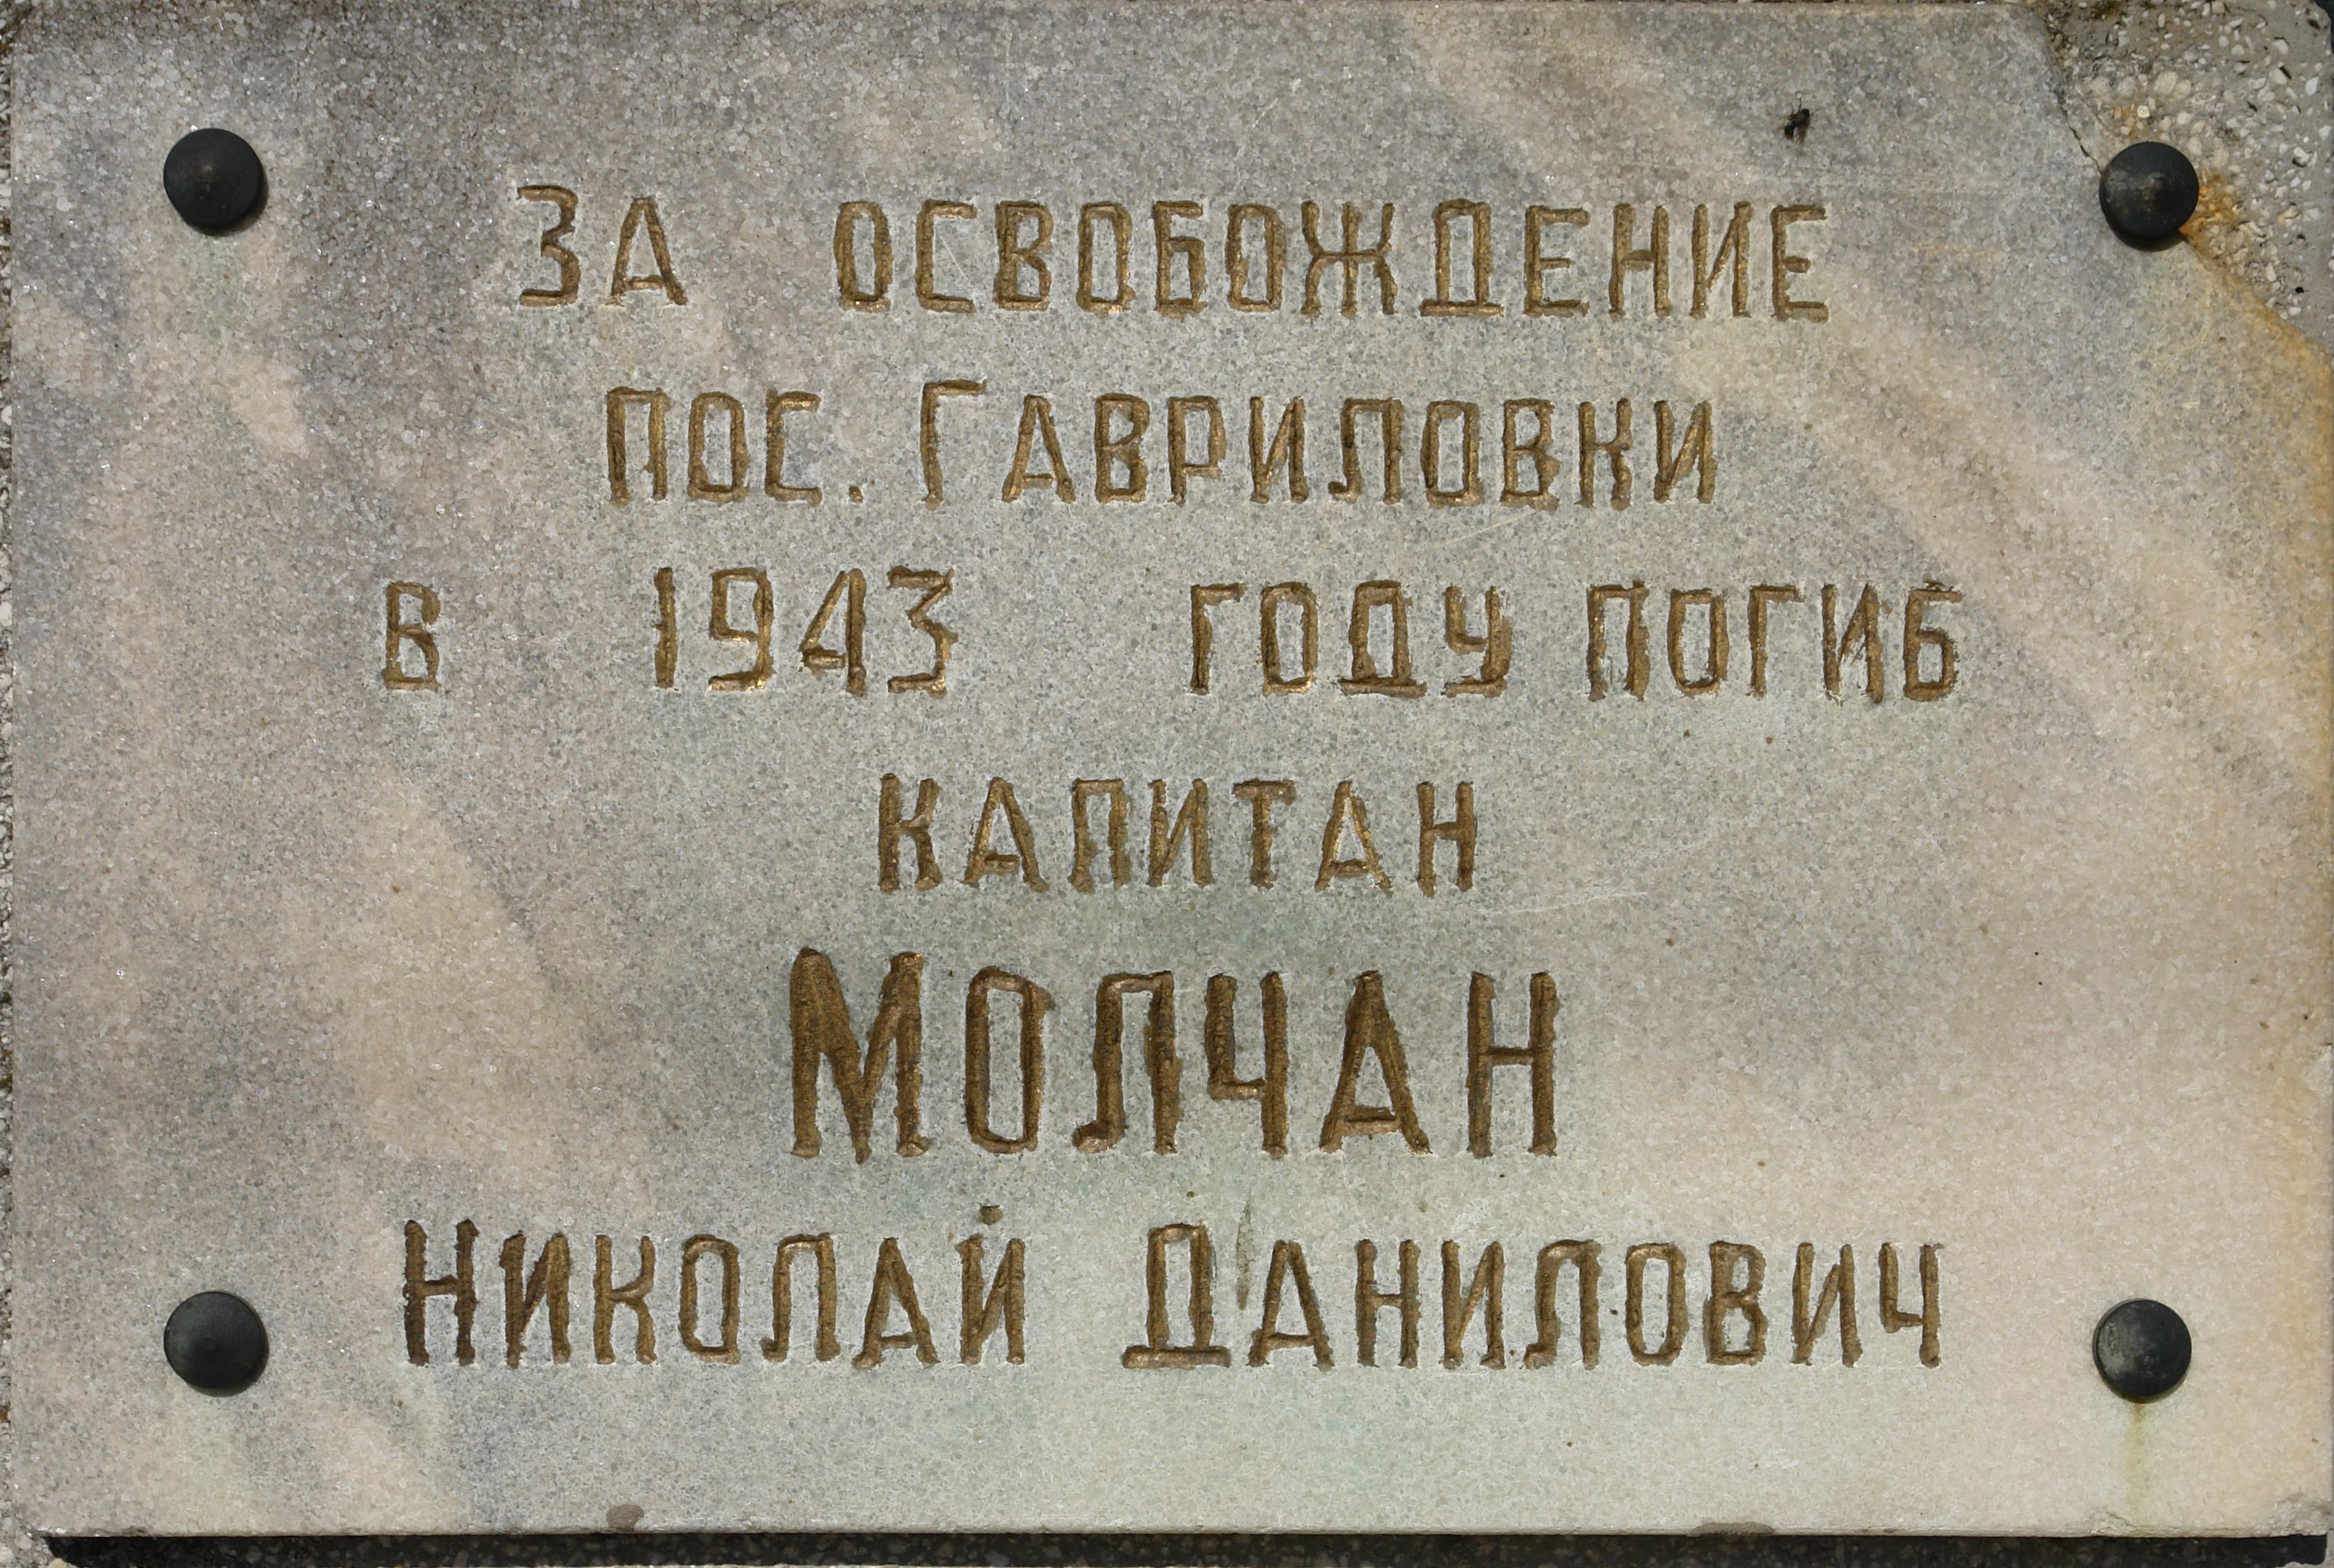 За освобождение
пос. Гавриловки
в 1943 году погиб
капитан
Молчан
Николай Данилович